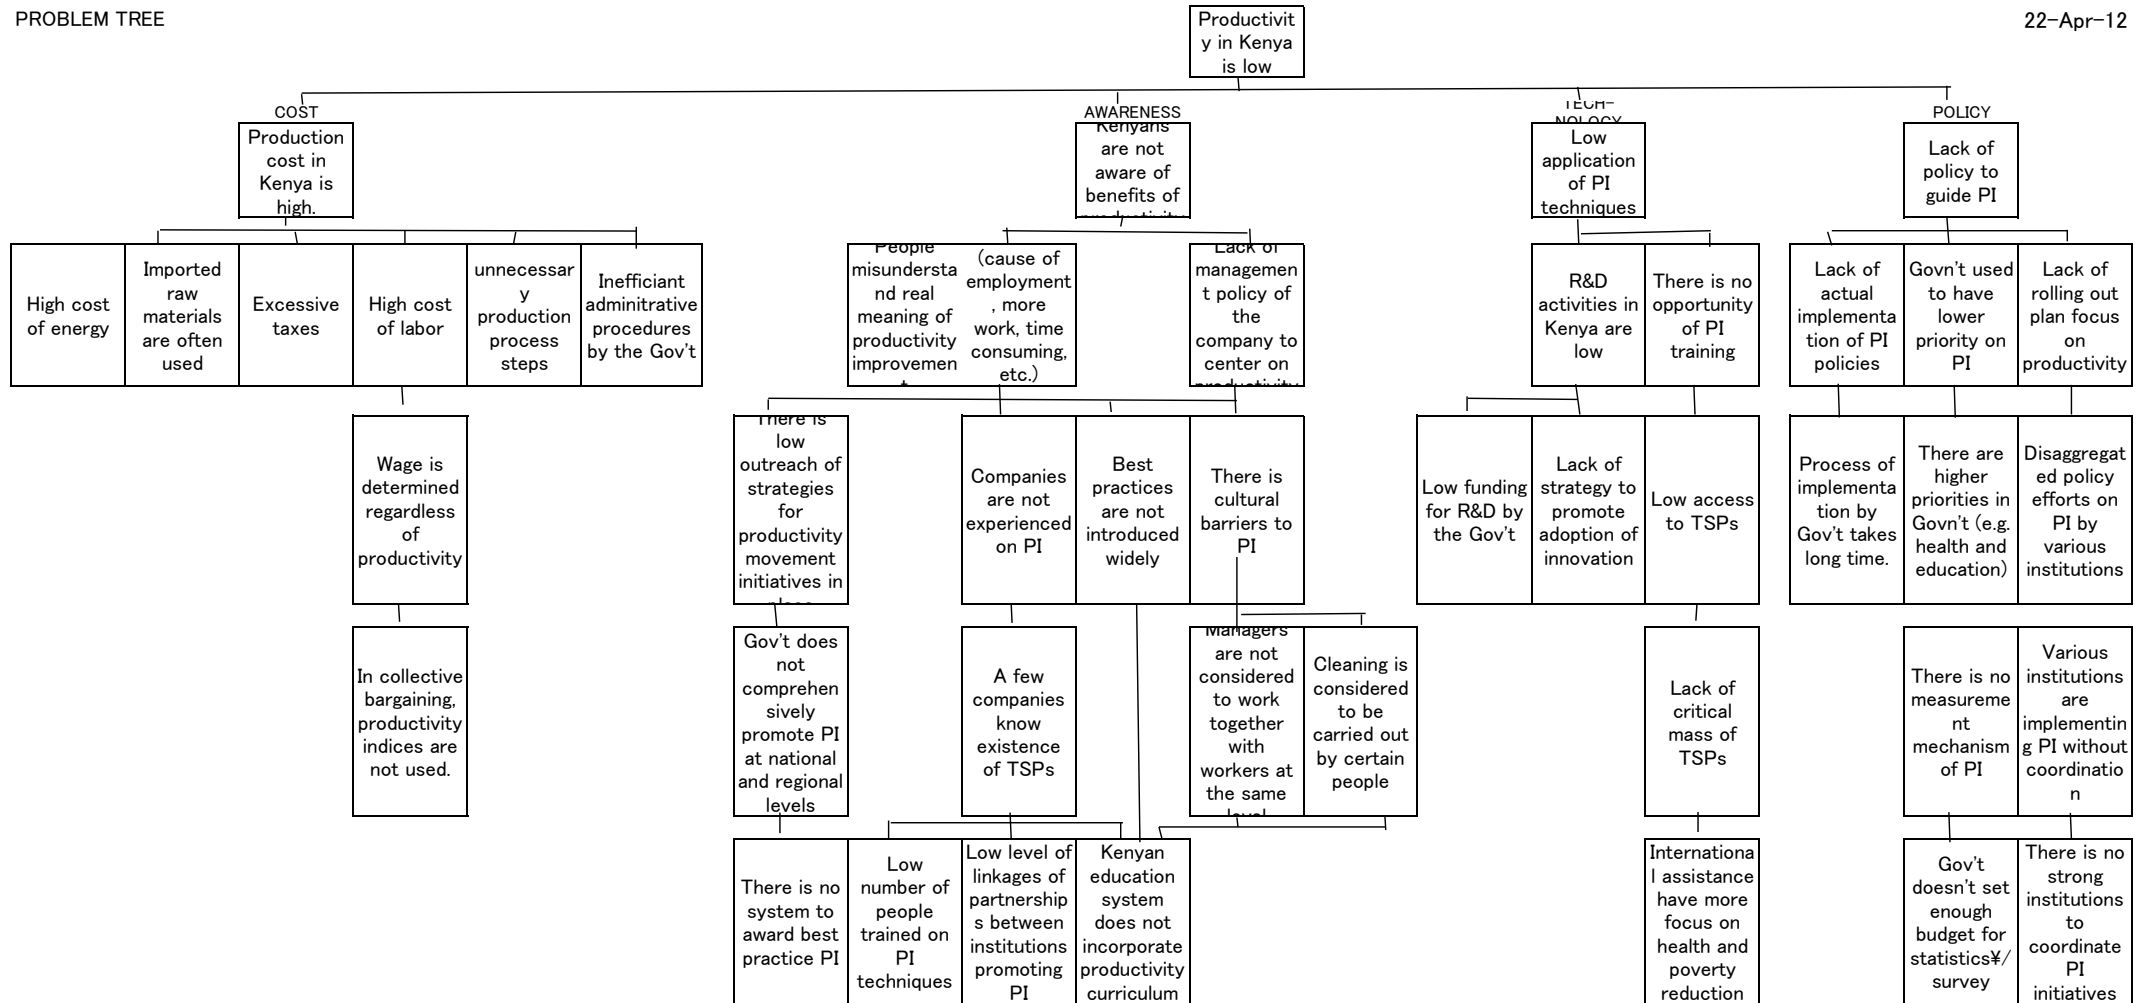 PROBLEM TREE
22-Apr-12
Productivit
y in Kenya
is low
COST
AWARENESS
TECH-
NOLOGY
POLICY
Production
cost in
Kenya is
high.
Kenyans
are not
aware of
benefits of
productivity
Low
application
of PI
techniques
Lack of
policy to
guide PI
High cost
of energy
Imported
raw
materials
are often
used
Excessive
taxes
High cost
of labor
unnecessar
y
production
process
steps
Inefficiant
adminitrative
procedures
by the Gov't
People
misundersta
nd real
meaning of
productivity
improvemen
(cause of
employment
, more
work, time
consuming,
etc.)
Lack of
managemen
t policy of
the
company to
center on
productivity
R&D
activities in
Kenya are
low
There is no
opportunity
of PI
training
Lack of
actual
implementa
tion of PI
policies
Govn't used
to have
lower
priority on
PI
Lack of
rolling out
plan focus
on
productivity
Wage is
determined
regardless
of
productivity
There is
low
outreach of
strategies
for
productivity
movement
initiatives in
place
Companies
are not
experienced
on PI
Best
practices
are not
introduced
widely
There is
cultural
barriers to
PI
Low funding
for R&D by
the Gov't
Lack of
strategy to
promote
adoption of
innovation
Low access
to TSPs
Process of
implementa
tion by
Gov't takes
long time.
There are
higher
priorities in
Govn't (e.g.
health and
education)
Disaggregat
ed policy
efforts on
PI by
various
institutions
In collective
bargaining,
productivity
indices are
not used.
Gov't does
not
comprehen
sively
promote PI
at national
and regional
levels
A few
companies
know
existence
of TSPs
Managers
are not
considered
to work
together
with
workers at
the same
level
Cleaning is
considered
to be
carried out
by certain
people
Lack of
critical
mass of
TSPs
There is no
measureme
nt
mechanism
of PI
Various
institutions
are
implementin
g PI without
coordinatio
n
There is no
system to
award best
practice PI
Low
number of
people
trained on
PI
techniques
Low level of
linkages of
partnership
s between
institutions
promoting
PI
Kenyan
education
system
does not
incorporate
productivity
curriculum
Internationa
l assistance
have more
focus on
health and
poverty
reduction
Gov't
doesn't set
enough
budget for
statistics¥/
survey
There is no
strong
institutions
to
coordinate
PI
initiatives